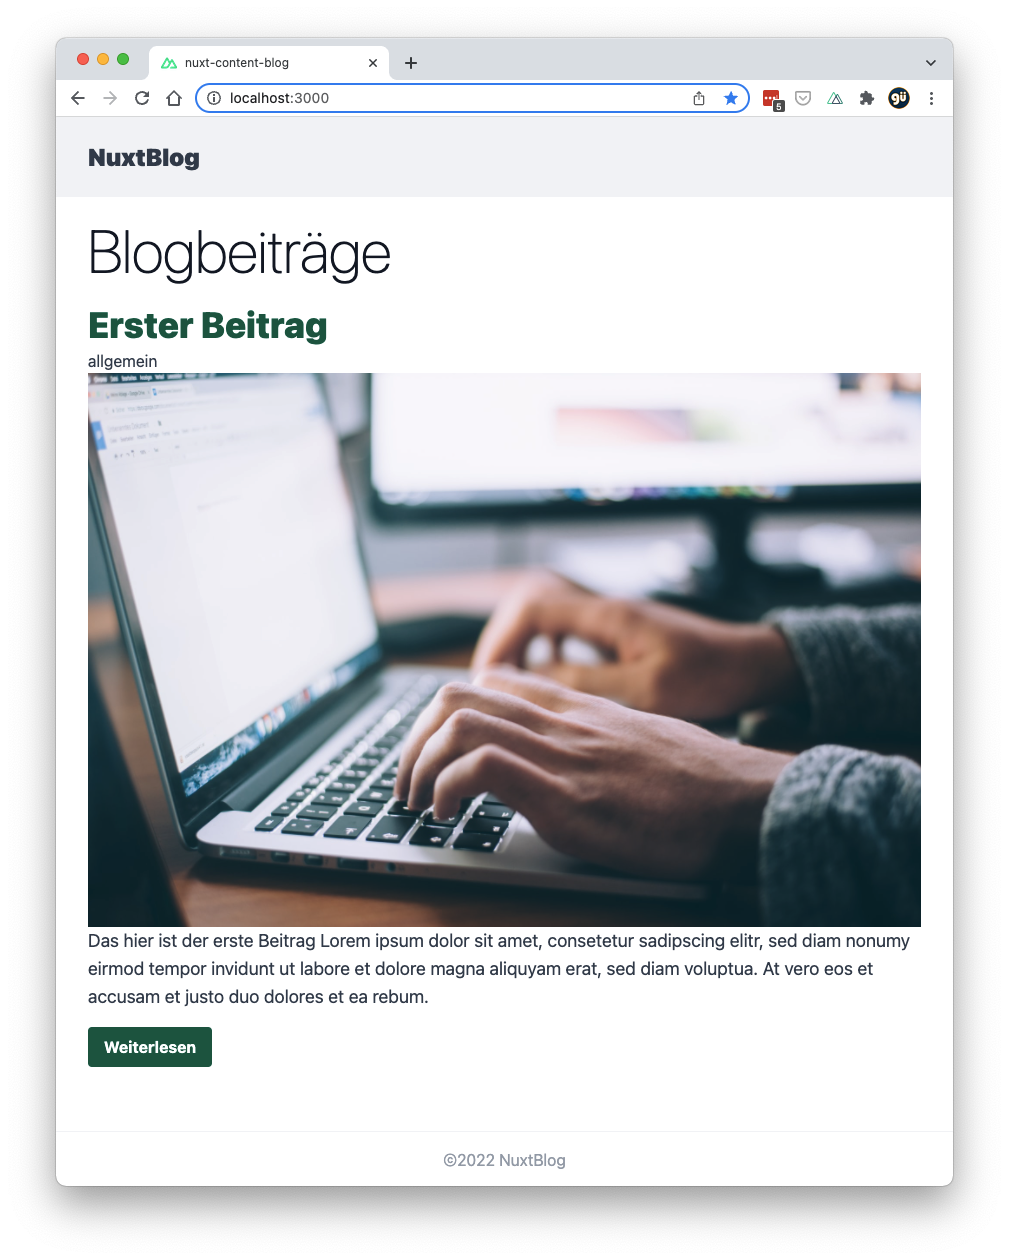 nuxt-content-blog
localhost:3000
5
gü
NuxtBlog
Blogbeiträge
Erster Beitrag
allgemein
Das hier ist der erste Beitrag Lorem ipsum dolor sit amet, consetetur sadipscing elitr, sed diam nonumy
eirmod tempor invidunt ut labore et dolore magna aliquyam erat, sed diam voluptua. At vero eos et
accusam et justo duo dolores et ea rebum.
Weiterlesen
©2022 NuxtBlog